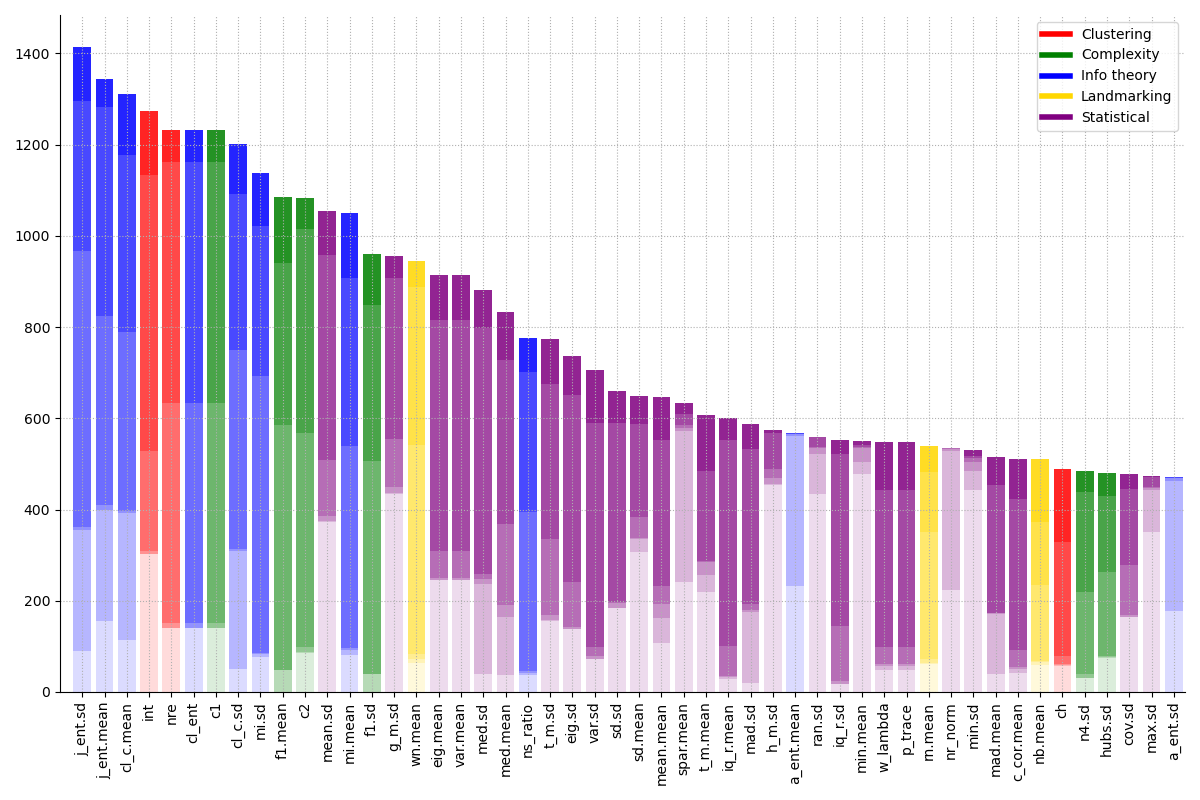 1400
1200
1000
800
600
400
200
0
Clustering
Complexity
Info theory
Landmarking
Statistical
j_ent.sd
j_ent.mean
cl_c.mean
int
nre
cl_ent
c1
cl_c.sd
mi.sd
f1.mean
c2
mean.sd
mi.mean
f1.sd
g_m.sd
wn.mean
eig.mean
var.mean
med.sd
med.mean
ns_ratio
t_m.sd
eig.sd
var.sd
sd.sd
sd.mean
mean.mean
spar.mean
t_m.mean
iq_r.mean
mad.sd
h_m.sd
a_ent.mean
ran.sd
iq_r.sd
min.mean
w_lambda
p_trace
m.mean
nr_norm
min.sd
mad.mean
c_cor.mean
nb.mean
ch
n4.sd
hubs.sd
cov.sd
max.sd
a_ent.sd